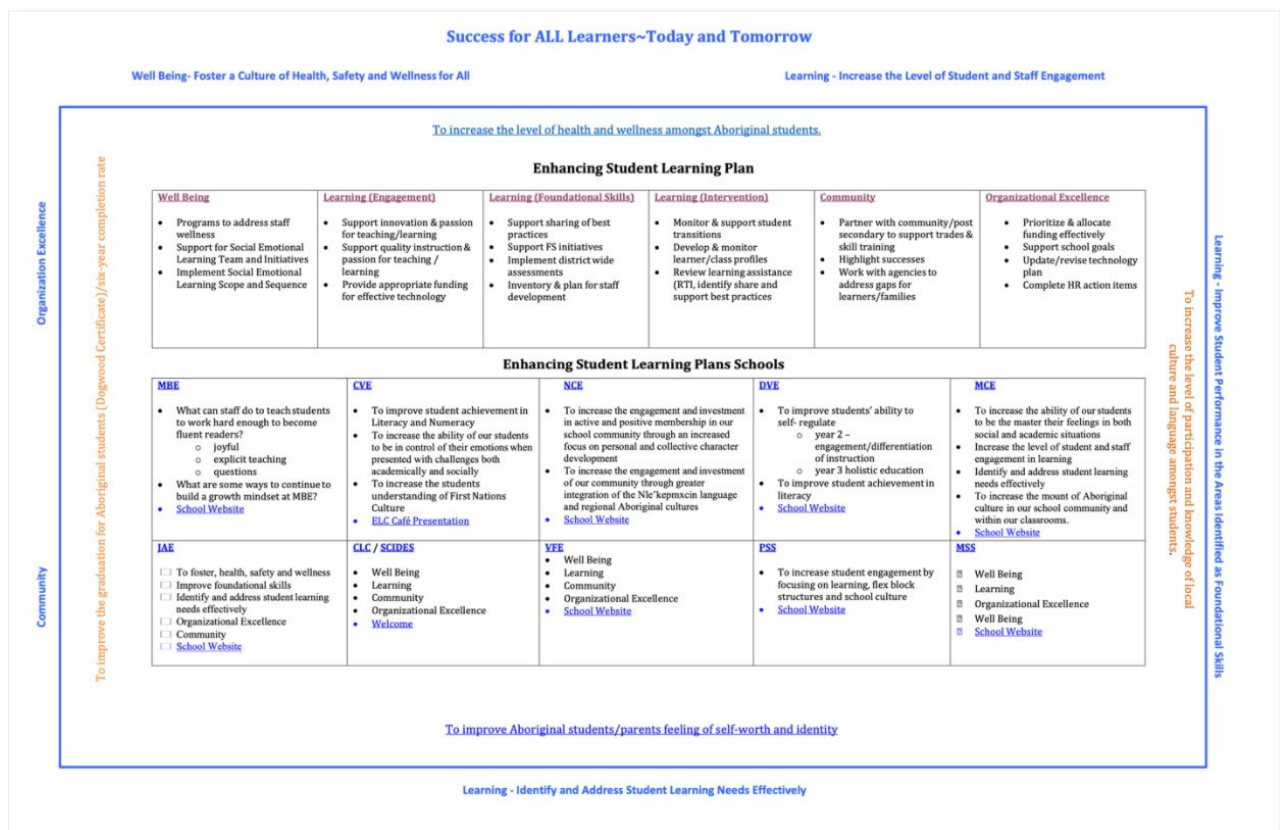 Success for ALL Learners~Today and Tomorrow
Well Being- Foster a Culture of Health, Safety and Wellness for All
Learning - Increase the Level of Student and Staff Engagement
To increase the level of health and wellness amongst Aboriginal students.
Organization Excellence
Community
To improve the graduation for Aboriginal students (Dogwood Certificate)/six-year completion rate
Enhancing Student Learning Plan
Well Being
• Programs to address staff
wellness
• Support for Social Emotional
Learning Team and Initiatives
• Implement Social Emotional
Learning Scope and Sequence
Learning (Engagement)
• Support innovation & passion
for teaching/learning
• Support quality instruction &
passion for teaching /
learning
• Provide appropriate funding
for effective technology
Learning (Foundational Skills)
• Support sharing of best
practices
• Support FS initiatives
• Implement district wide
assessments
• Inventory & plan for staff
development
Learning (Intervention)
• Monitor & support student
transitions
• Develop & monitor
learner/class profiles
• Review learning assistance
(RTI, identify share and
support best practices
Community
• Partner with community/post
secondary to support trades &
skill training
• Highlight successes
• Work with agencies to
address gaps for
learners/families
Organizational Excellence
• Prioritize & allocate
funding effectively
• Support school goals
• Update/revise technology
plan
• Complete HR action items
Enhancing Student Learning Plans Schools
MBE
• What can staff do to teach students
to work hard enough to become
fluent readers?
o joyful
o explicit teaching
o questions
• What are some ways to continue to
build a growth mindset at MBE?
• School Website
CVE
• To improve student achievement in
Literacy and Numeracy
• To increase the ability of our students
to be in control of their emotions when
presented with challenges both
academically and socially
• To increase the students
understanding of First Nations
Culture
• ELC Café Presentation
NCE
• To increase the engagement and investment
in active and positive membership in our
school community through an increased
focus on personal and collective character
development
• To increase the engagement and investment
of our community through greater
integration of the Nle'kepmxcin language
and regional Aboriginal cultures
• School Website
DVE
• To improve students' ability to
self- regulate
o year 2 –
engagement/differentiation
of instruction
o year 3 holistic education
• To improve student achievement in
literacy
• School Website
MCE
• To increase the ability of our students
to be the master their feelings in both
social and academic situations
• Increase the level of student and staff
engagement in learning
• Identify and address student learning
needs effectively
• To increase the mount of Aboriginal
culture in our school community and
within our classrooms.
• School Website
JAE
☐ To foster, health, safety and wellness
☐ Improve foundational skills
☐ Identify and address student learning
needs effectively
☐ Organizational Excellence
☐ Community
☐ School Website
CLC / SCIDES
• Well Being
• Learning
• Community
• Organizational Excellence
• Welcome
VFE
• Well Being
• Learning
• Community
• Organizational Excellence
• School Website
PSS
• To increase student engagement by
focusing on learning, flex block
structures and school culture
• School Website
MSS
Well Being
Learning
Organizational Excellence
Well Being
School Website
To increase the level of participation and knowledge of local
culture and language amongst students.
Learning - Improve Student Performance in the Areas Identified as Foundational Skills
To improve Aboriginal students/parents feeling of self-worth and identity
Learning - Identify and Address Student Learning Needs Effectively